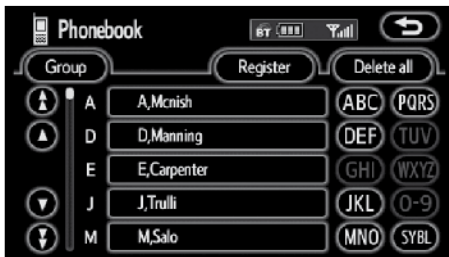 Phonebook BT
Group Register Delete all
A A,Mcnish ABC PQRS
D D,Manning DEF TUV
E E,Carpenter GHI WXYZ
J J,Trulli JKL 0-9
M M,Salo MNO SYBL